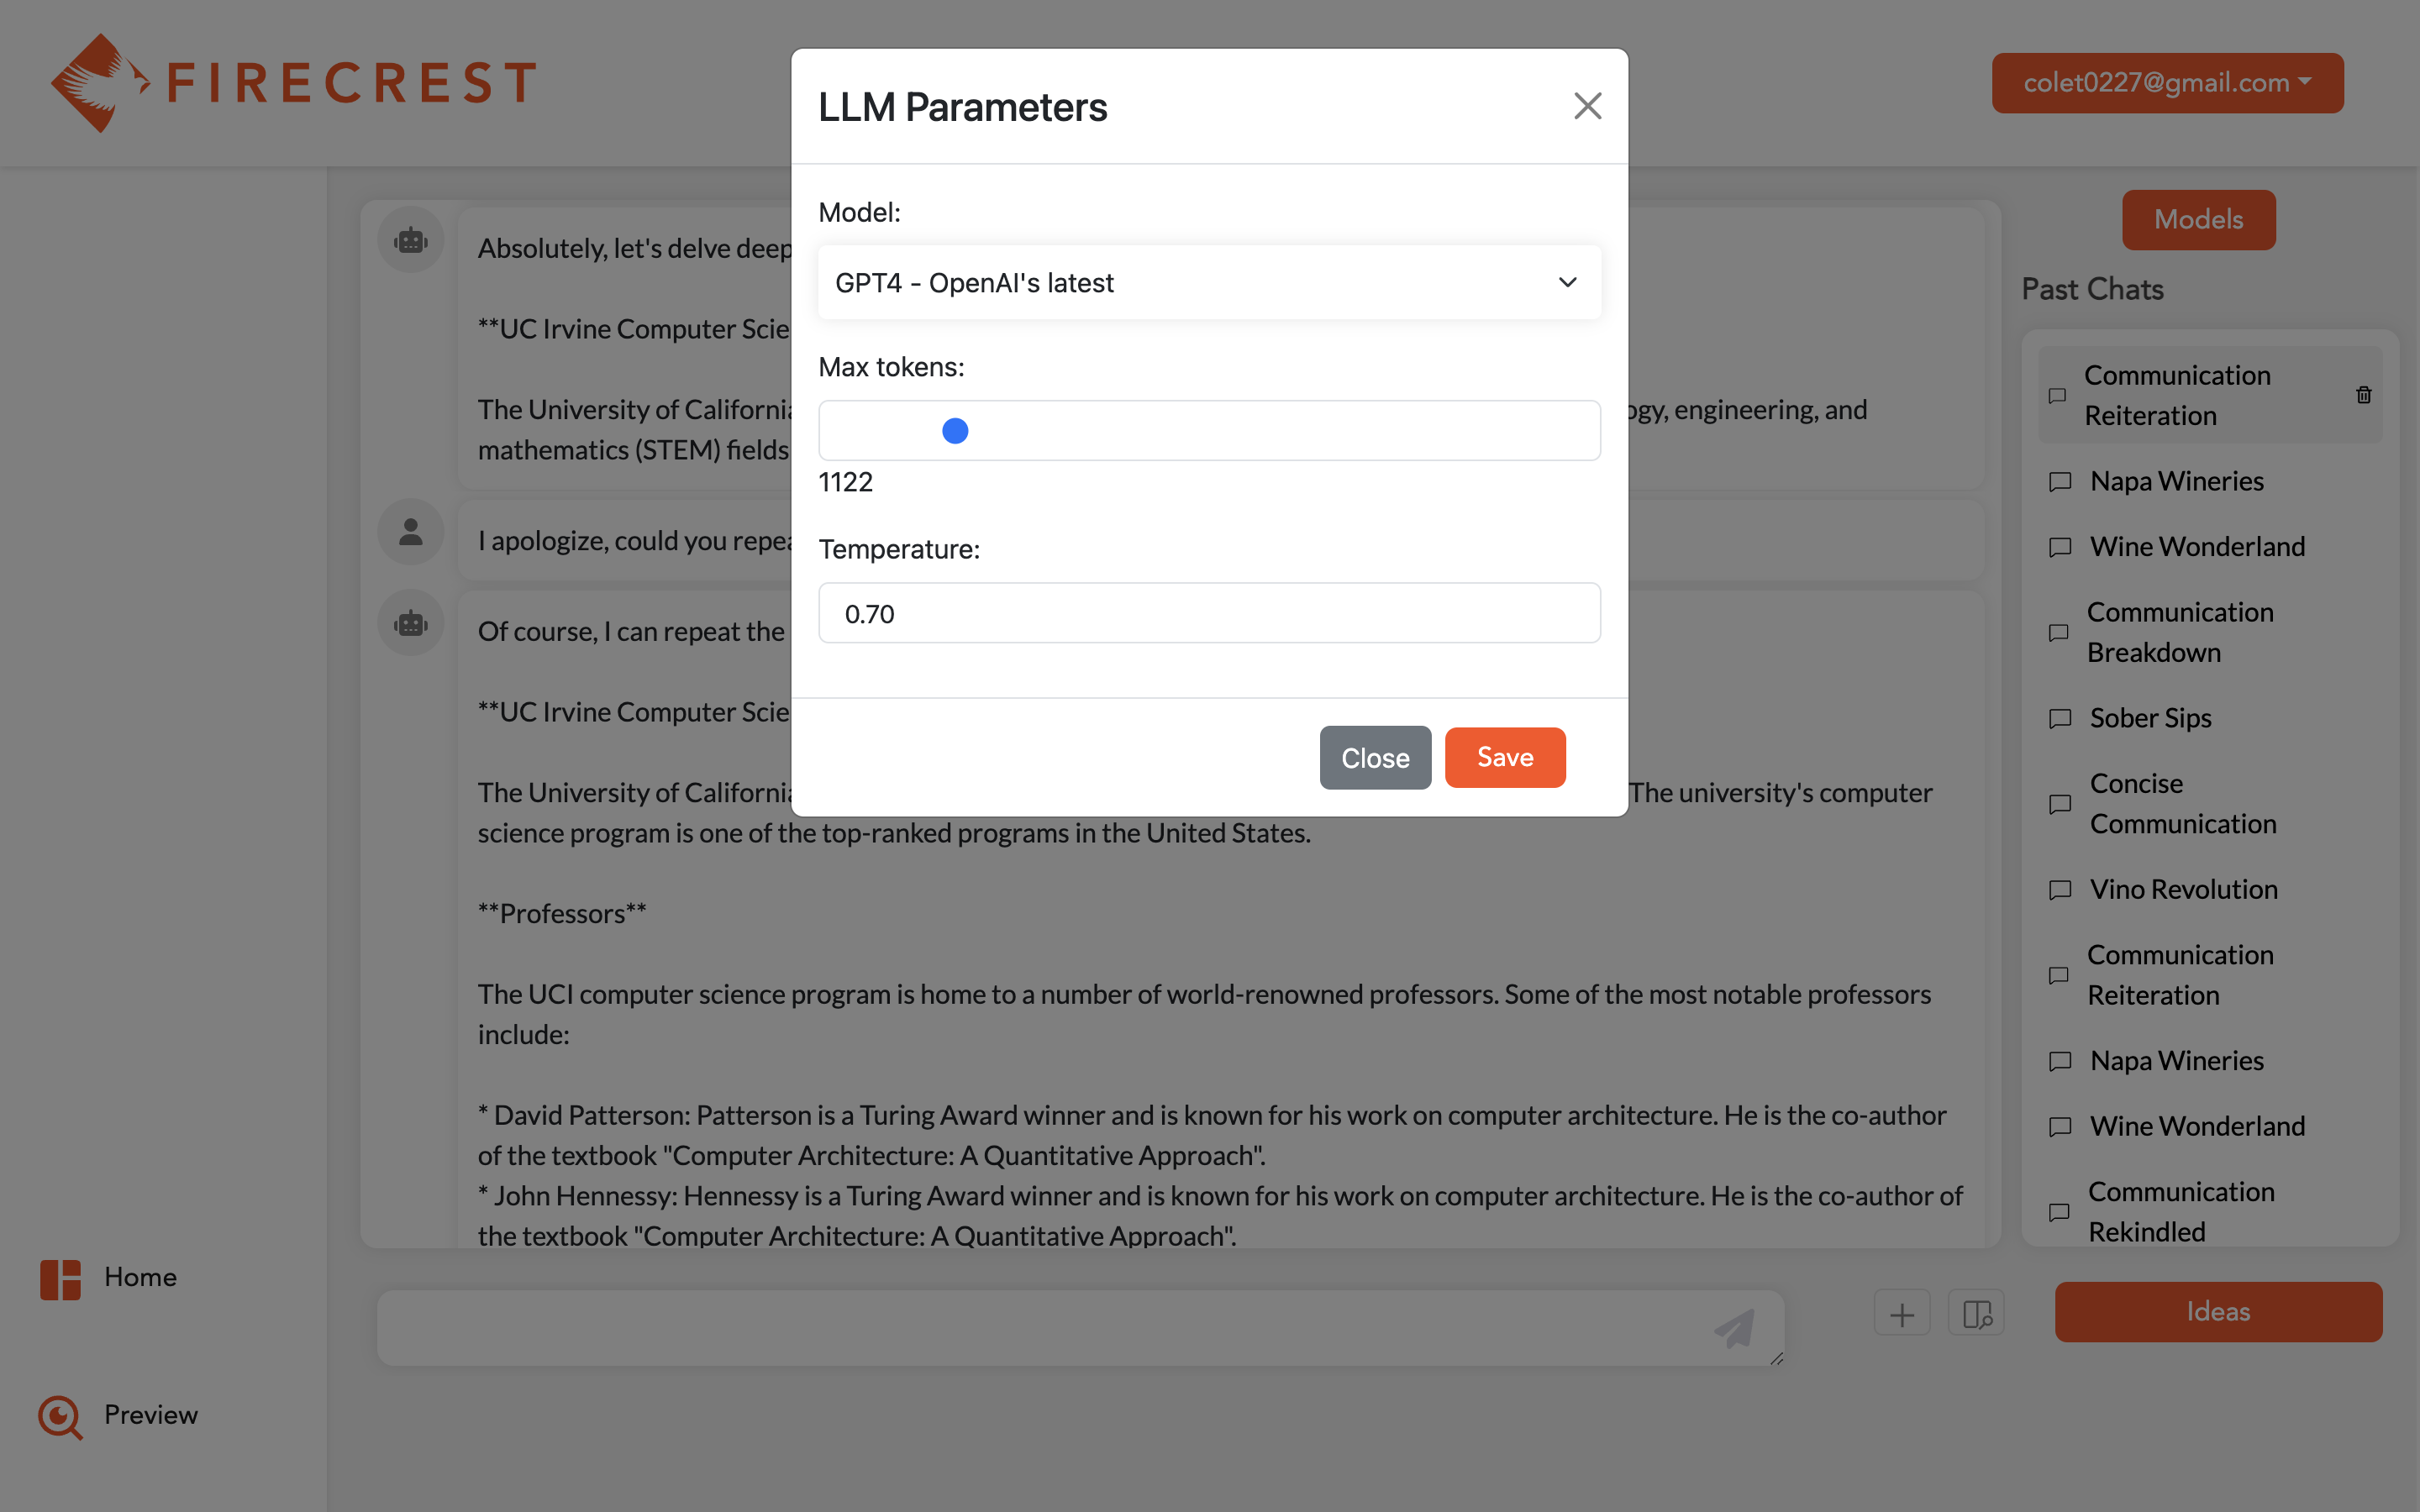 FIRECREST
colet0227@gmail.com
LLM Parameters
Model:
GPT4 - OpenAI's latest
Max tokens:
1122
Temperature:
0.70
Close
Save
Absolutely, let's delve deep
**UC Irvine Computer Scie
The University of California
ogy, engineering, and
mathematics (STEM) fields
I apologize, could you repea
Of course, I can repeat the
**UC Irvine Computer Scie
The University of California
The university's computer
science program is one of the top-ranked programs in the United States.
**Professors**
The UCI computer science program is home to a number of world-renowned professors. Some of the most notable professors
include:
* David Patterson: Patterson is a Turing Award winner and is known for his work on computer architecture. He is the co-author
of the textbook "Computer Architecture: A Quantitative Approach".
* John Hennessy: Hennessy is a Turing Award winner and is known for his work on computer architecture. He is the co-author of
the textbook "Computer Architecture: A Quantitative Approach".
Models
Past Chats
Communication
Reiteration
Napa Wineries
Wine Wonderland
Communication
Breakdown
Sober Sips
Concise
Communication
Vino Revolution
Communication
Reiteration
Napa Wineries
Wine Wonderland
Communication
Rekindled
Ideas
Home
Preview